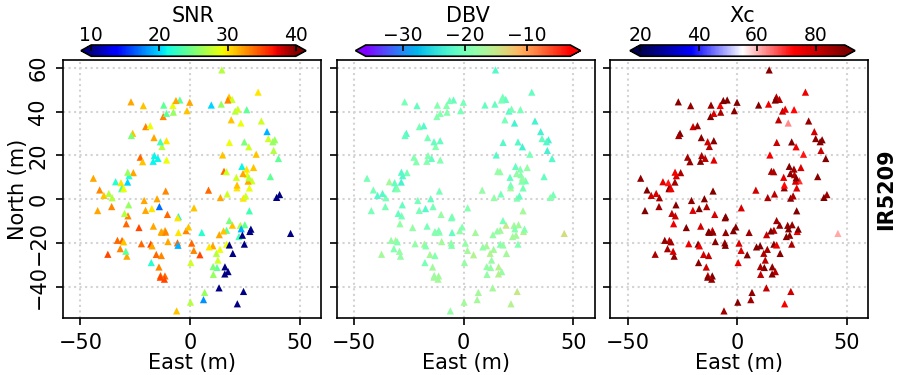 SNR DBV Xc
10 20 30 40 −30 −20 −10 20 40 60 80
60
40
20
0
−20
−40
North (m)
IR5209
−50 0 50 −50 0 50 −50 0 50
East (m) East (m) East (m)